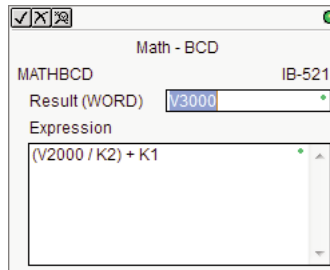 Math - BCD
MATHBCD IB-521
Result (WORD) V3000
Expression
(V2000 / K2) + K1